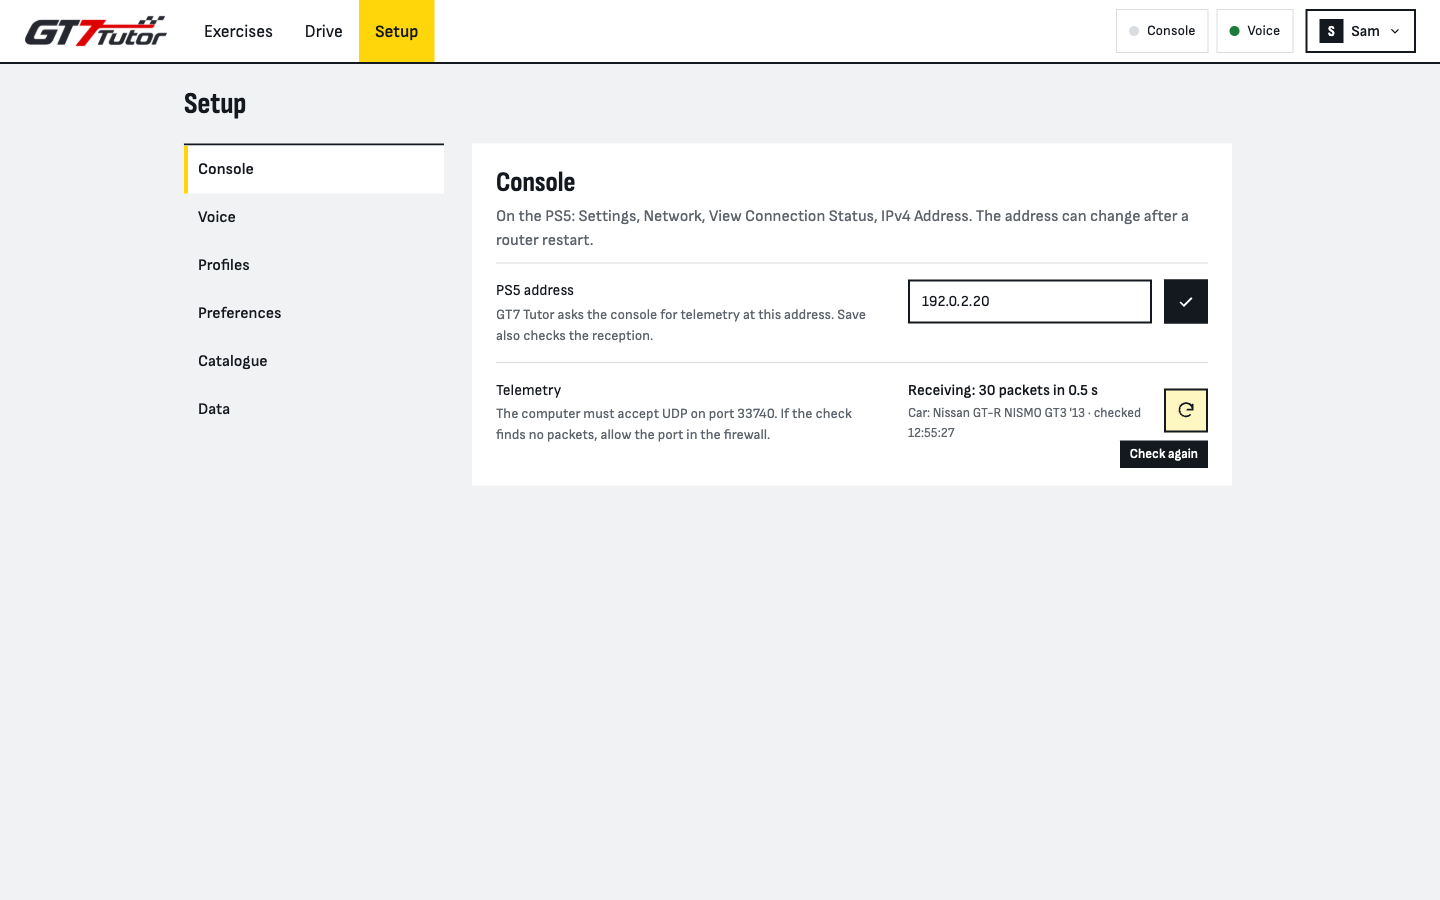 GT7 Tutor
Exercises
Drive
Setup
Console
Voice
S
Sam
Setup
Console
Voice
Profiles
Preferences
Catalogue
Data
Console
On the PS5: Settings, Network, View Connection Status, IPv4 Address. The address can change after a
router restart.
PS5 address
GT7 Tutor asks the console for telemetry at this address. Save
also checks the reception.
192.0.2.20
Telemetry
The computer must accept UDP on port 33740. If the check
finds no packets, allow the port in the firewall.
Receiving: 30 packets in 0.5 s
Car: Nissan GT-R NISMO GT3 '13 · checked
12:55:27
Check again